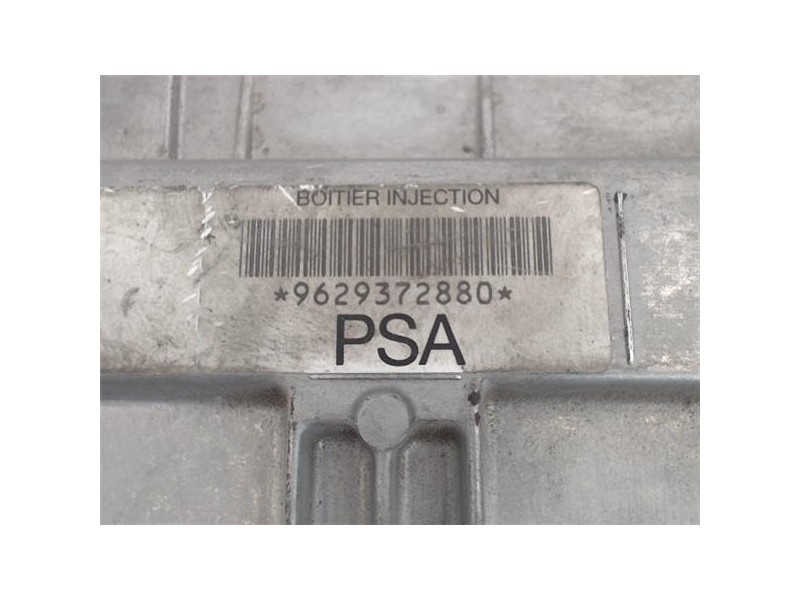 BOITIER INJECTION
*9629372880*
PSA